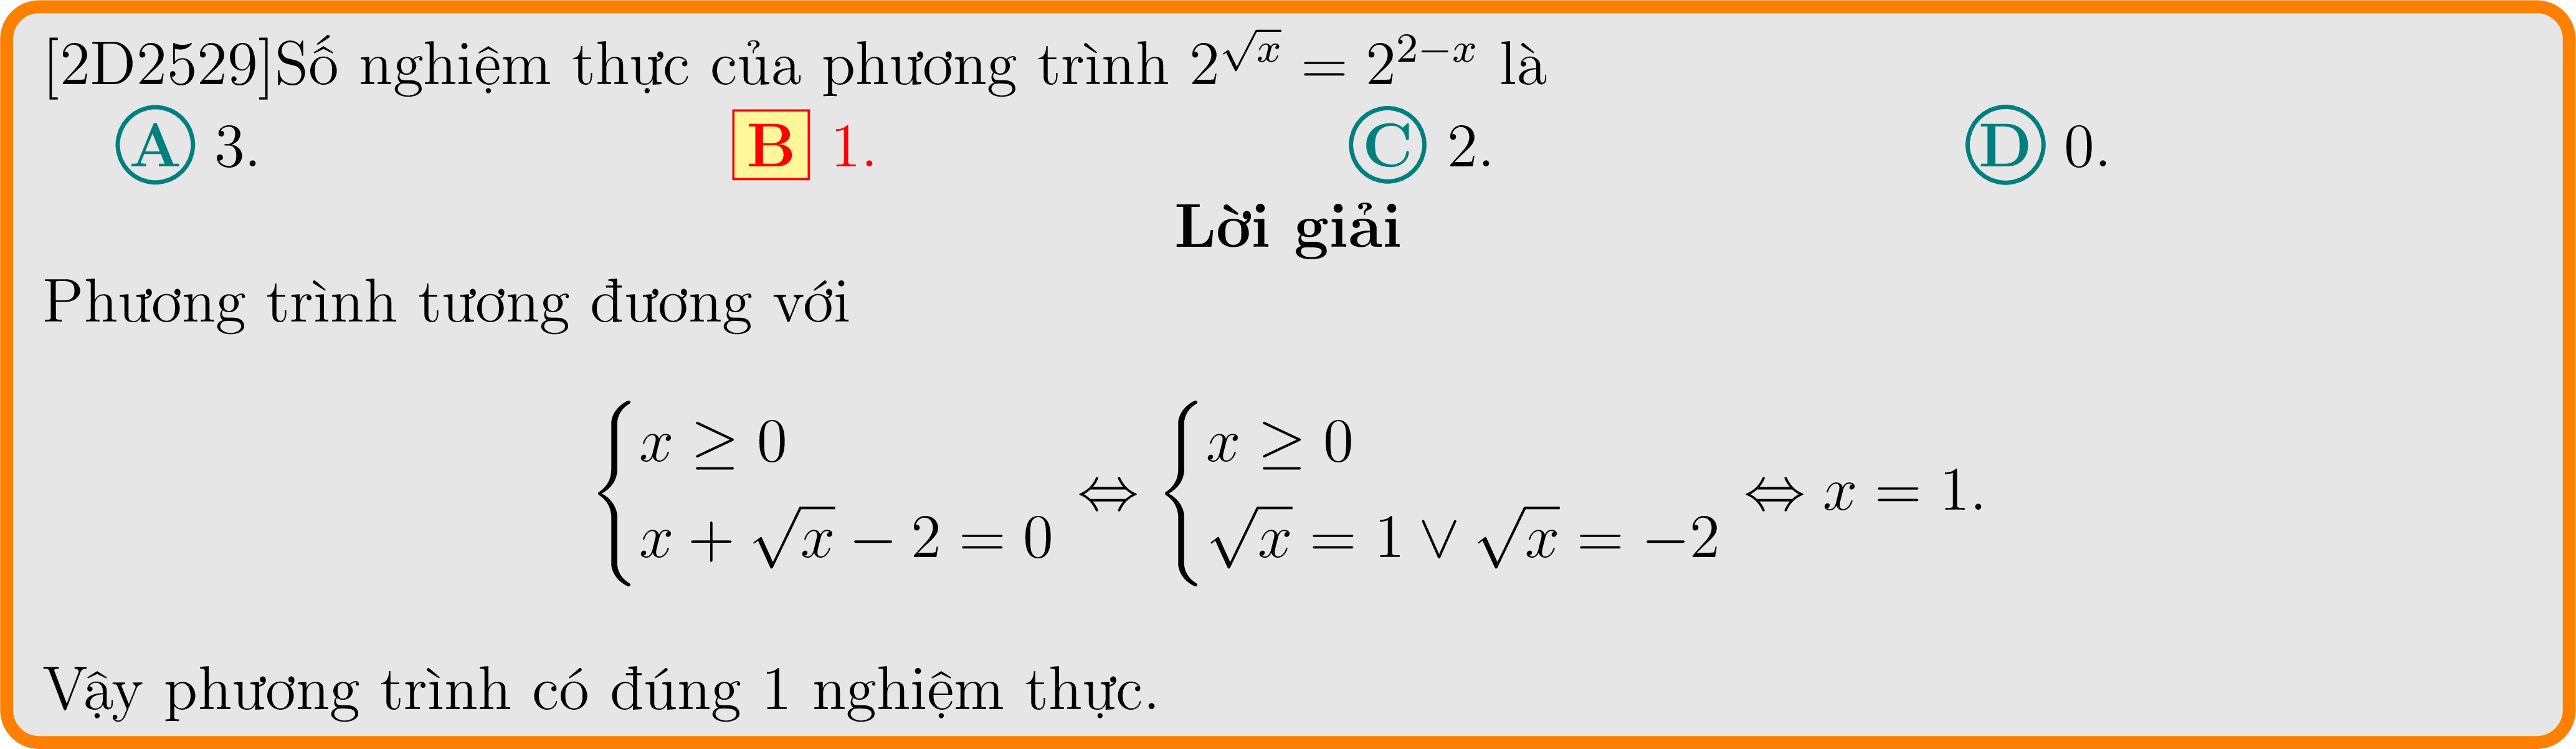 [2D2529]Số nghiệm thực của phương trình $2^{\sqrt{x}} = 2^{2-x}$ là
A 3. B 1. C 2. D 0.
Lời giải
Phương trình tương đương với
$\begin{cases} x \geq 0 \\ x + \sqrt{x} - 2 = 0 \end{cases} \Leftrightarrow \begin{cases} x \geq 0 \\ \sqrt{x} = 1 \vee \sqrt{x} = -2 \end{cases} \Leftrightarrow x = 1.$
Vậy phương trình có đúng 1 nghiệm thực.